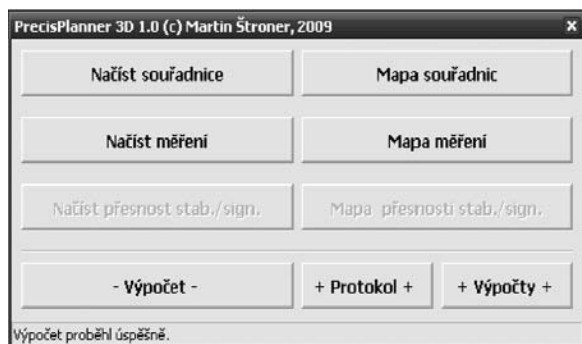 PrecisPlanner 3D 1.0 (c) Martin Štroner, 2009 x
Načíst souřadnice Mapa souřadnic
Načíst měření Mapa měření
Načíst přesnost stab./sign. Mapa přesnosti stab./sign.
- Výpočet - + Protokol + + Výpočty +
Výpočet proběhl úspěšně.